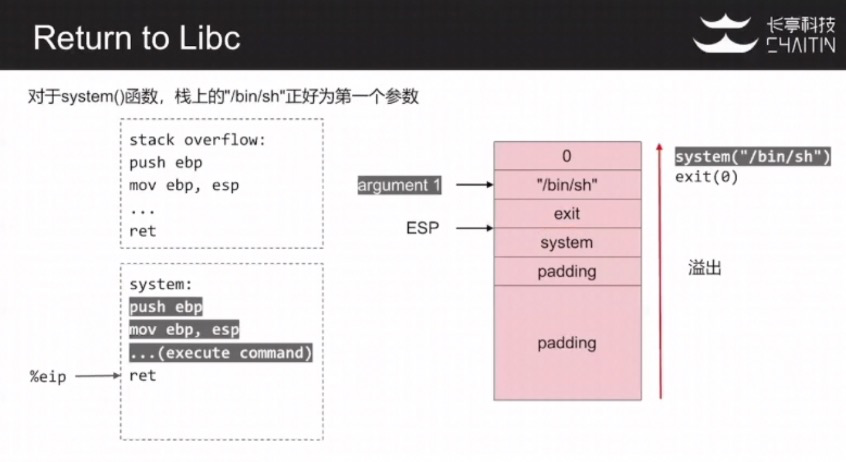 Return to Libc
长亭科技
CHAITIN
对于system()函数，栈上的"/bin/sh"正好为第一个参数
stack overflow:
push ebp
mov ebp, esp
...
ret
system:
push ebp
mov ebp, esp
...(execute command)
ret
%eip
argument 1
ESP
0
"/bin/sh"
exit
system
padding
padding
system("/bin/sh")
exit(0)
溢出